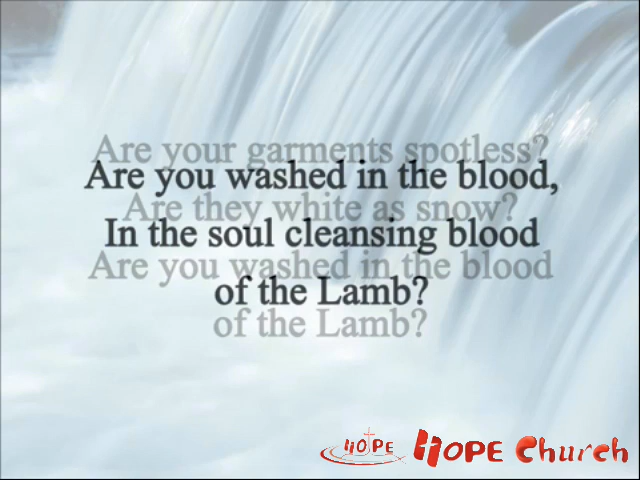 Are your garments spotless?
Are you washed in the blood,
Are they white as snow?
In the soul cleansing blood
Are you washed in the blood
of the Lamb?
of the Lamb?
HOPE HOPE Church